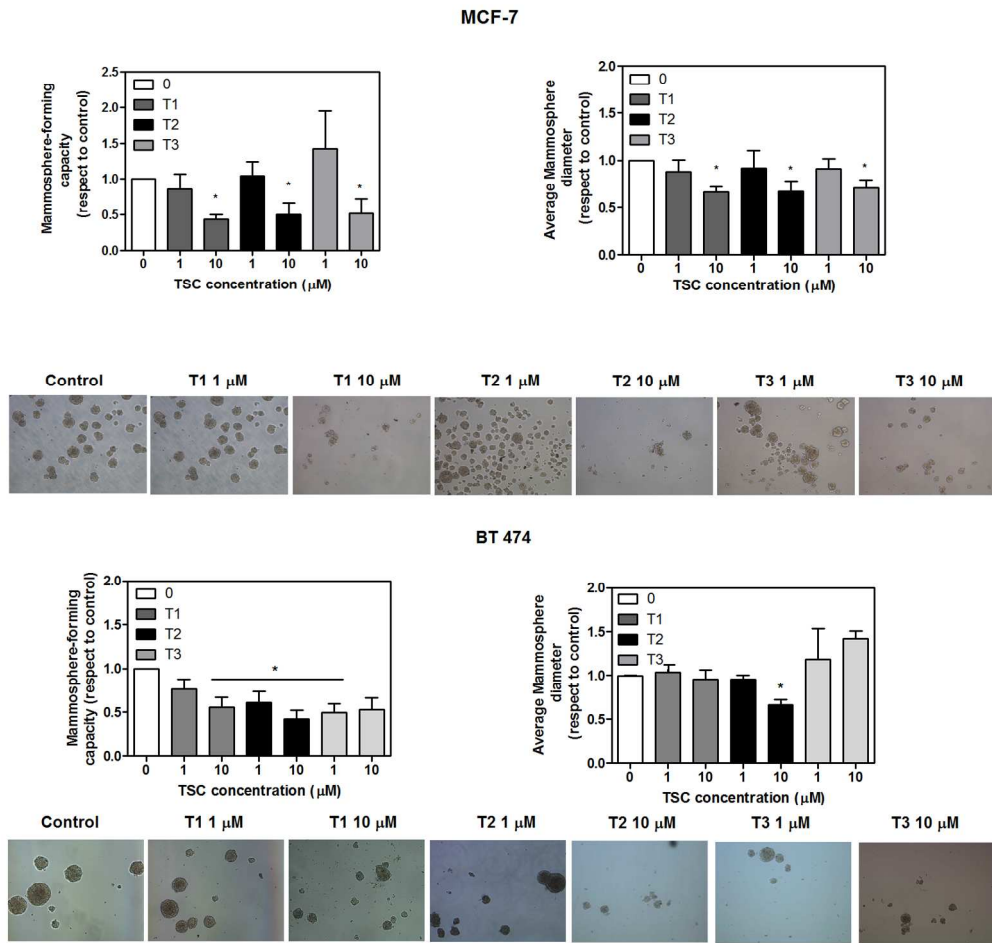 MCF-7
Mammosphere-forming
capacity
(respect to control)
2.5
2.0
1.5
1.0
0.5
0.0
0
T1
T2
T3
*
*
*
0 1 10 1 10 1 10
TSC concentration (μM)
Average Mammosphere
diameter
(respect to control)
2.0
1.5
1.0
0.5
0.0
0
T1
T2
T3
*
*
*
0 1 10 1 10 1 10
TSC concentration (μM)
Control T1 1 μM T1 10 μM T2 1 μM T2 10 μM T3 1 μM T3 10 μM
BT 474
Mammosphere-forming
capacity (respect to control)
2.0
1.5
1.0
0.5
0.0
0
T1
T2
T3
*
0 1 10 1 10 1 10
TSC concentration (μM)
Average Mammosphere
diameter
(respect to control)
2.0
1.5
1.0
0.5
0.0
0
T1
T2
T3
*
0 1 10 1 10 1 10
TSC concentration (μM)
Control T1 1 μM T1 10 μM T2 1 μM T2 10 μM T3 1 μM T3 10 μM